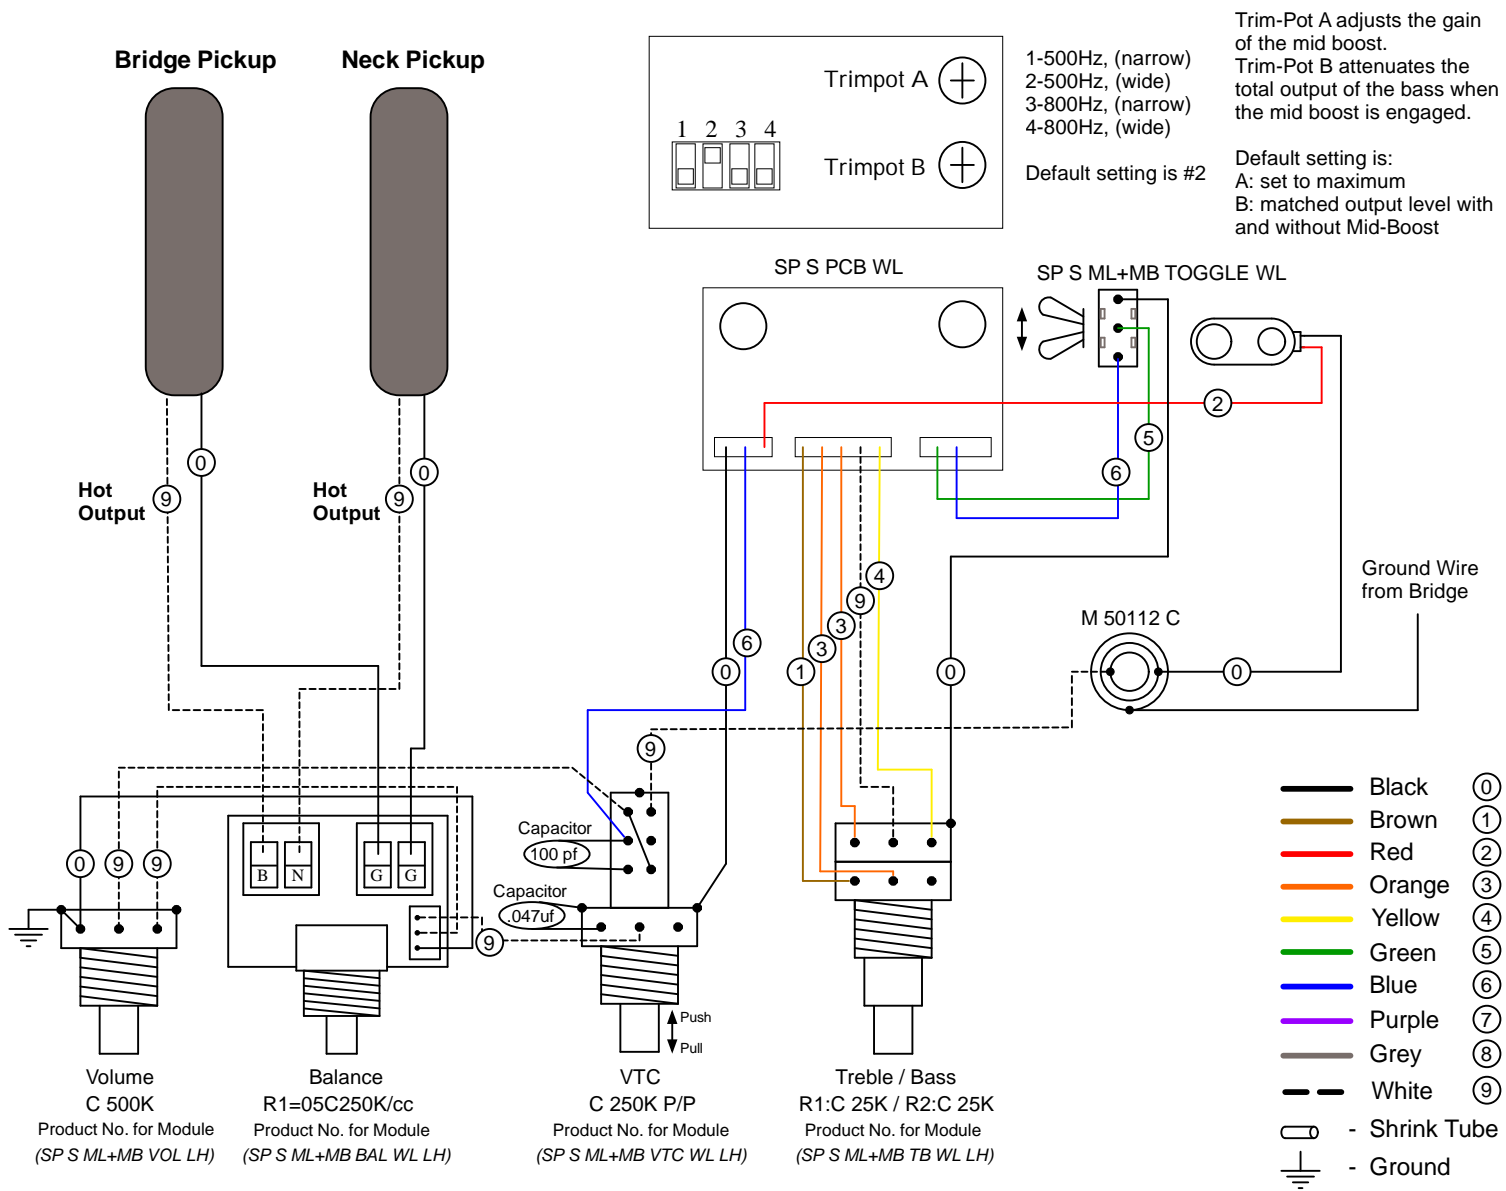 Bridge Pickup
Neck Pickup
Trimpot A
1 2 3 4
Trimpot B
1-500Hz, (narrow)
2-500Hz, (wide)
3-800Hz, (narrow)
4-800Hz, (wide)
Default setting is #2
Trim-Pot A adjusts the gain
of the mid boost.
Trim-Pot B attenuates the
total output of the bass when
the mid boost is engaged.
Default setting is:
A: set to maximum
B: matched output level with
and without Mid-Boost
SP S PCB WL
SP S ML+MB TOGGLE WL
2
5
6
0
0
9
9
Hot
Output
Hot
Output
4
9
3
3
1
0
6
0
9
Ground Wire
from Bridge
M 50112 C
0
0
9
9
B
N
G
G
9
Capacitor
100 pf
Capacitor
.047uf
Push
Pull
Volume
C 500K
Product No. for Module
(SP S ML+MB VOL LH)
Balance
R1=05C250K/cc
Product No. for Module
(SP S ML+MB BAL WL LH)
VTC
C 250K P/P
Product No. for Module
(SP S ML+MB VTC WL LH)
Treble / Bass
R1:C 25K / R2:C 25K
Product No. for Module
(SP S ML+MB TB WL LH)
Black 0
Brown 1
Red 2
Orange 3
Yellow 4
Green 5
Blue 6
Purple 7
Grey 8
White 9
- Shrink Tube
- Ground